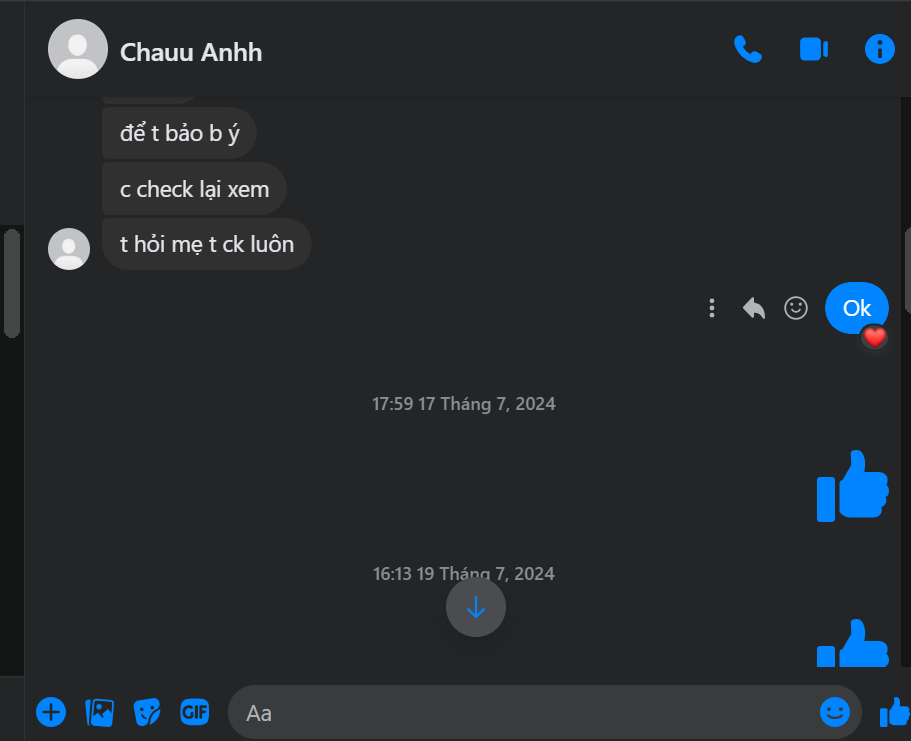 Chauu Anhh
để t bảo b ý
c check lại xem
t hỏi mẹ t ck luôn
Ok
17:59 17 Tháng 7, 2024
16:13 19 Tháng 7, 2024
GIF
Aa